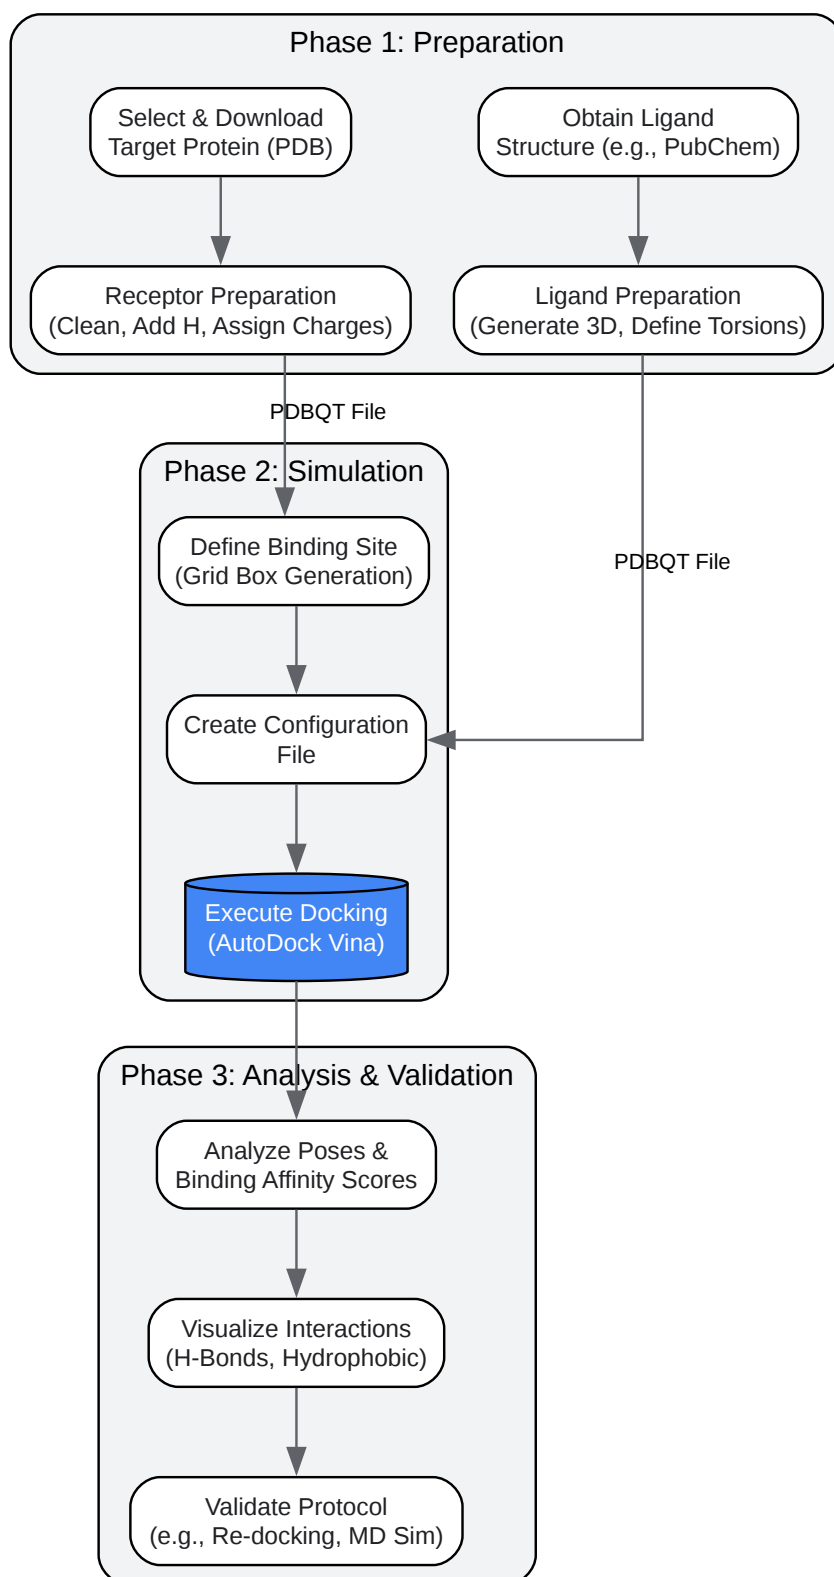 Phase 1: Preparation
Select & Download
Target Protein (PDB)
Obtain Ligand
Structure (e.g., PubChem)
Receptor Preparation
(Clean, Add H, Assign Charges)
Ligand Preparation
(Generate 3D, Define Torsions)
PDBQT File
Phase 2: Simulation
Define Binding Site
(Grid Box Generation)
PDBQT File
Create Configuration
File
Execute Docking
(AutoDock Vina)
Phase 3: Analysis & Validation
Analyze Poses &
Binding Affinity Scores
Visualize Interactions
(H-Bonds, Hydrophobic)
Validate Protocol
(e.g., Re-docking, MD Sim)